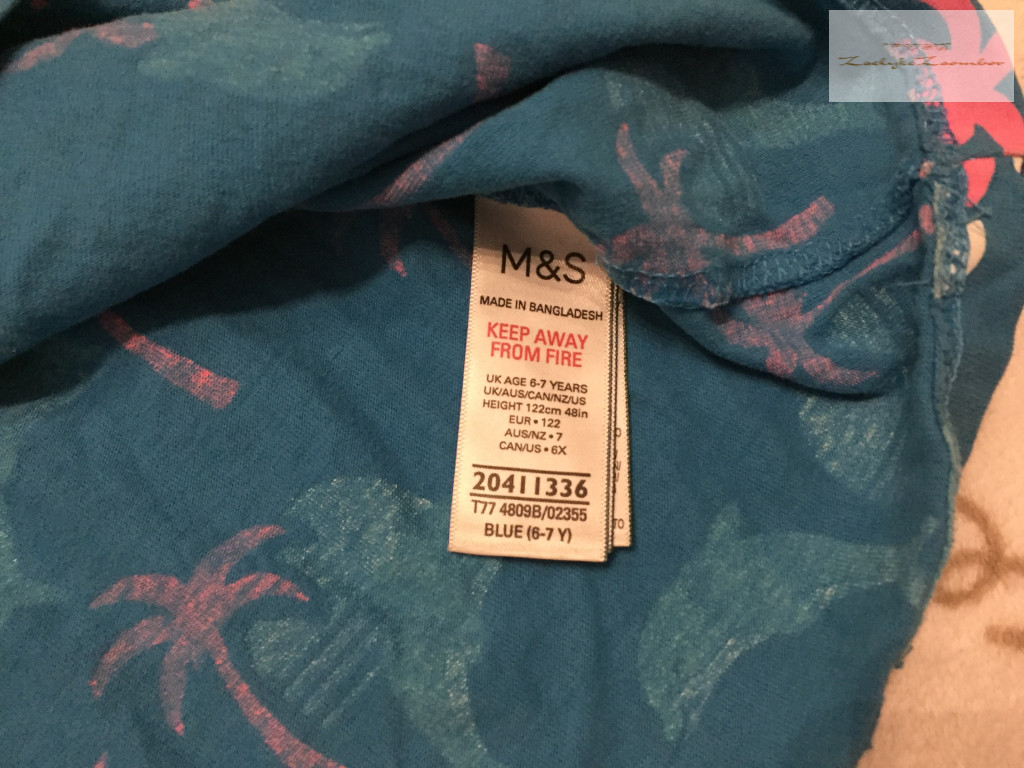 M&S
MADE IN BANGLADESH
KEEP AWAY
FROM FIRE
UK AGE 6-7 YEARS
UK/AUS/CAN/NZ/US
HEIGHT 122cm 48in
EUR • 122
AUS/NZ • 7
CAN/US • 6X
20411336
T77 4809B/02355
BLUE (6-7 Y)
TO